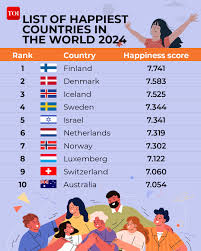 TOI
LIST OF HAPPIEST
COUNTRIES IN
THE WORLD 2024
Rank Country Happiness score
1 Finland 7.741
2 Denmark 7.583
3 Iceland 7.525
4 Sweden 7.344
5 Israel 7.341
6 Netherlands 7.319
7 Norway 7.302
8 Luxemberg 7.122
9 Switzerland 7.060
10 Australia 7.054